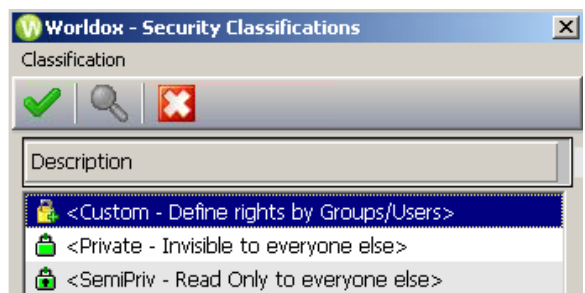 Worldox - Security Classifications
Classification
Description
<Custom - Define rights by Groups/Users>
<Private - Invisible to everyone else>
<SemiPriv - Read Only to everyone else>